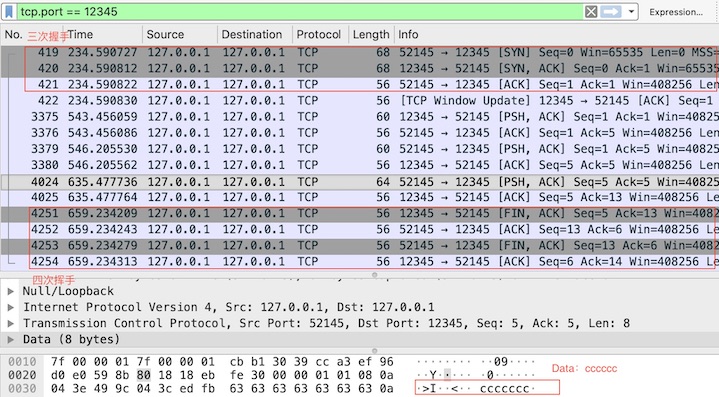 tcp.port == 12345 Expression...
No. Time Source Destination Protocol Length Info
三次握手
419 234.590727 127.0.0.1 127.0.0.1 TCP 68 52145 → 12345 [SYN] Seq=0 Win=65535 Len=0 MSS=
420 234.590812 127.0.0.1 127.0.0.1 TCP 68 12345 → 52145 [SYN, ACK] Seq=0 Ack=1 Win=65535
421 234.590822 127.0.0.1 127.0.0.1 TCP 56 52145 → 12345 [ACK] Seq=1 Ack=1 Win=408256 Len
422 234.590830 127.0.0.1 127.0.0.1 TCP 56 [TCP Window Update] 12345 → 52145 [ACK] Seq=1
3375 543.456059 127.0.0.1 127.0.0.1 TCP 60 12345 → 52145 [PSH, ACK] Seq=1 Ack=1 Win=40825
3376 543.456086 127.0.0.1 127.0.0.1 TCP 56 52145 → 12345 [ACK] Seq=1 Ack=5 Win=408256 Len
3379 546.205530 127.0.0.1 127.0.0.1 TCP 60 52145 → 12345 [PSH, ACK] Seq=1 Ack=5 Win=40825
3380 546.205562 127.0.0.1 127.0.0.1 TCP 56 12345 → 52145 [ACK] Seq=5 Ack=5 Win=408256 Len
4024 635.477736 127.0.0.1 127.0.0.1 TCP 64 52145 → 12345 [PSH, ACK] Seq=5 Ack=5 Win=40825
4025 635.477764 127.0.0.1 127.0.0.1 TCP 56 12345 → 52145 [ACK] Seq=5 Ack=13 Win=408256 Le
4251 659.234209 127.0.0.1 127.0.0.1 TCP 56 12345 → 52145 [FIN, ACK] Seq=5 Ack=13 Win=4082
4252 659.234243 127.0.0.1 127.0.0.1 TCP 56 52145 → 12345 [ACK] Seq=13 Ack=6 Win=408256 Le
4253 659.234279 127.0.0.1 127.0.0.1 TCP 56 52145 → 12345 [FIN, ACK] Seq=13 Ack=6 Win=4082
4254 659.234313 127.0.0.1 127.0.0.1 TCP 56 12345 → 52145 [ACK] Seq=6 Ack=14 Win=408256 Le
四次挥手
Null/Loopback
Internet Protocol Version 4, Src: 127.0.0.1, Dst: 127.0.0.1
Transmission Control Protocol, Src Port: 52145, Dst Port: 12345, Seq: 5, Ack: 5, Len: 8
Data (8 bytes)
0010 7f 00 00 01 7f 00 00 01 cb b1 30 39 cc a3 ef 96 ········ ··09····
0020 d0 e0 59 8b 80 18 18 eb fe 30 00 00 01 01 08 0a ··Y····· ·0······
Data：cccccc
0030 04 3e 49 9c 04 3c ed fb 63 63 63 63 63 63 63 0a ·>I··<·· ccccccc·